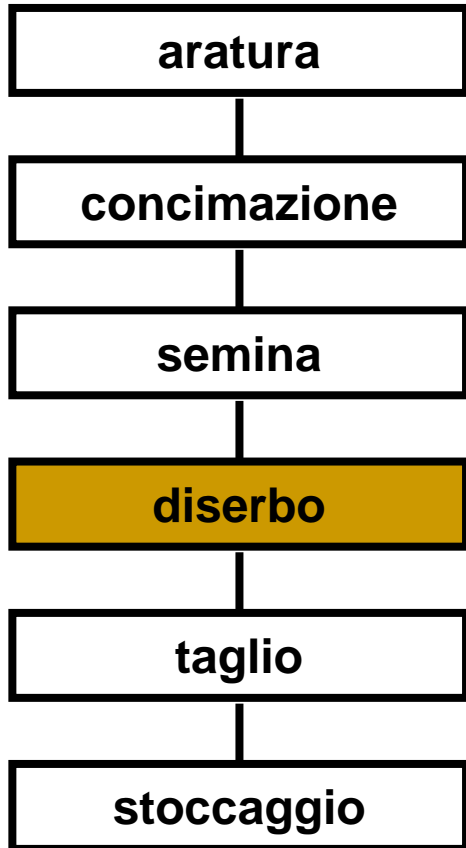 aratura
concimazione
semina
diserbo
taglio
stoccaggio